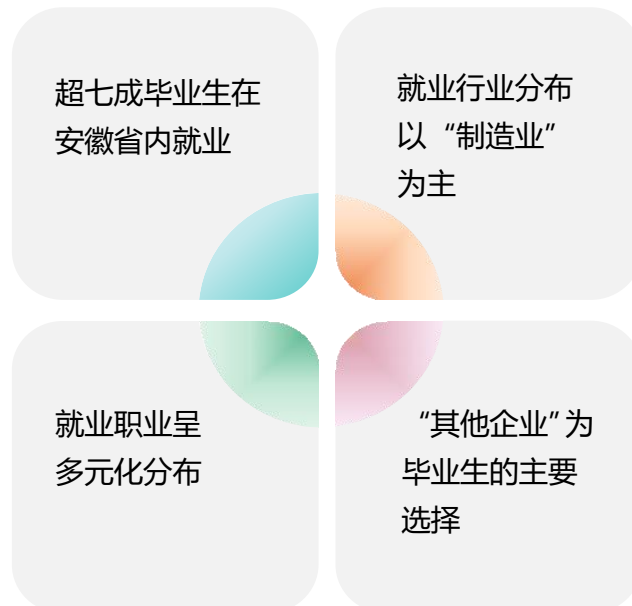 超七成毕业生在
安徽省内就业
就业行业分布
以“制造业”
为主
就业职业呈
多元化分布
“其他企业”为
毕业生的主要
选择